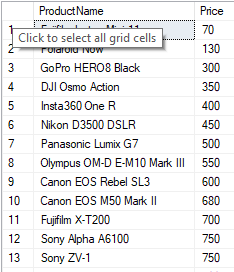 ProductName Price
1 70
Click to select all grid cells
2 Polaroid Now 130
3 GoPro HERO8 Black 300
4 DJI Osmo Action 350
5 Insta360 One R 400
6 Nikon D3500 DSLR 450
7 Panasonic Lumix G7 500
8 Olympus OM-D E-M10 Mark III 550
9 Canon EOS Rebel SL3 600
10 Canon EOS M50 Mark II 680
11 Fujifilm X-T200 700
12 Sony Alpha A6100 750
13 Sony ZV-1 750